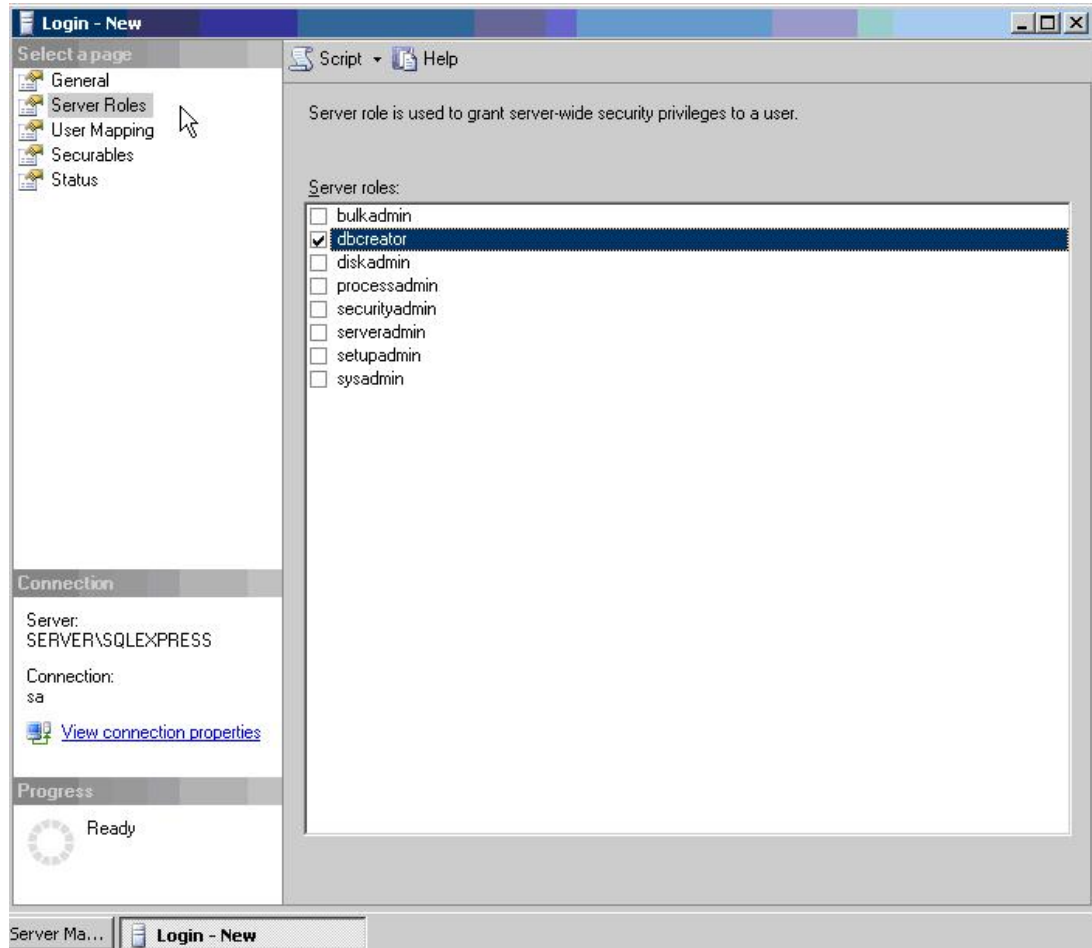 Login - New
Select a page
General
Server Roles
User Mapping
Securables
Status
Script
Help
Server role is used to grant server-wide security privileges to a user.
Server roles:
bulkadmin
dbcreator
diskadmin
processadmin
securityadmin
serveradmin
setupadmin
sysadmin
Connection
Server:
SERVER\SQLEXPRESS
Connection:
sa
View connection properties
Progress
Ready
Server Ma...
Login - New